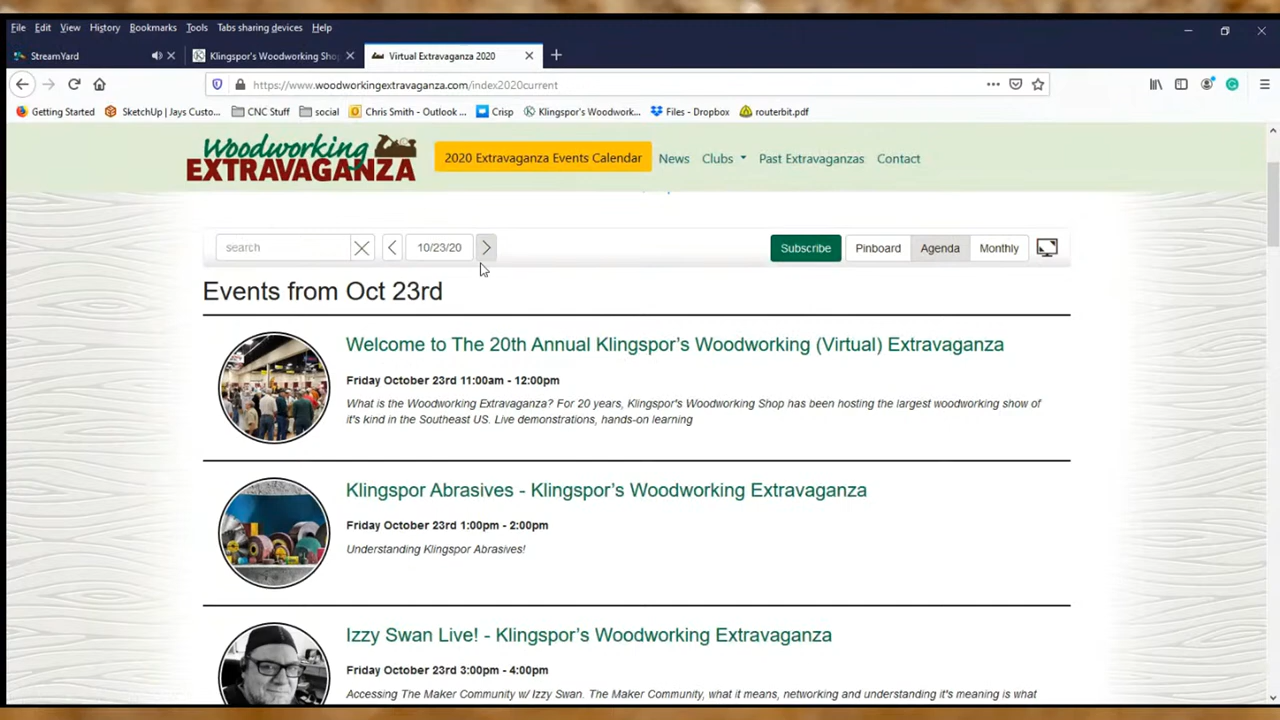 File Edit View History Bookmarks Tools Tabs sharing devices Help
StreamYard Klingspor's Woodworking Sho Virtual Extravaganza 2020
https://www.woodworkingextravaganza.com/index2020current
Getting Started SketchUp | Jays Custo... CNC Stuff social Chris Smith - Outlook ... Crisp Klingspor's Woodwork... Files - Dropbox routerbit.pdf
Woodworking
EXTRAVAGANZA
2020 Extravaganza Events Calendar News Clubs Past Extravaganzas Contact
search 10/23/20 Subscribe Pinboard Agenda Monthly
Events from Oct 23rd
Welcome to The 20th Annual Klingspor's Woodworking (Virtual) Extravaganza
Friday October 23rd 11:00am - 12:00pm
What is the Woodworking Extravaganza? For 20 years, Klingspor's Woodworking Shop has been hosting the largest woodworking show of
it's kind in the Southeast US. Live demonstrations, hands-on learning
Klingspor Abrasives - Klingspor's Woodworking Extravaganza
Friday October 23rd 1:00pm - 2:00pm
Understanding Klingspor Abrasives!
Izzy Swan Live! - Klingspor's Woodworking Extravaganza
Friday October 23rd 3:00pm - 4:00pm
Accessing The Maker Community w/ Izzy Swan. The Maker Community, what it means, networking and understanding it's meaning is what